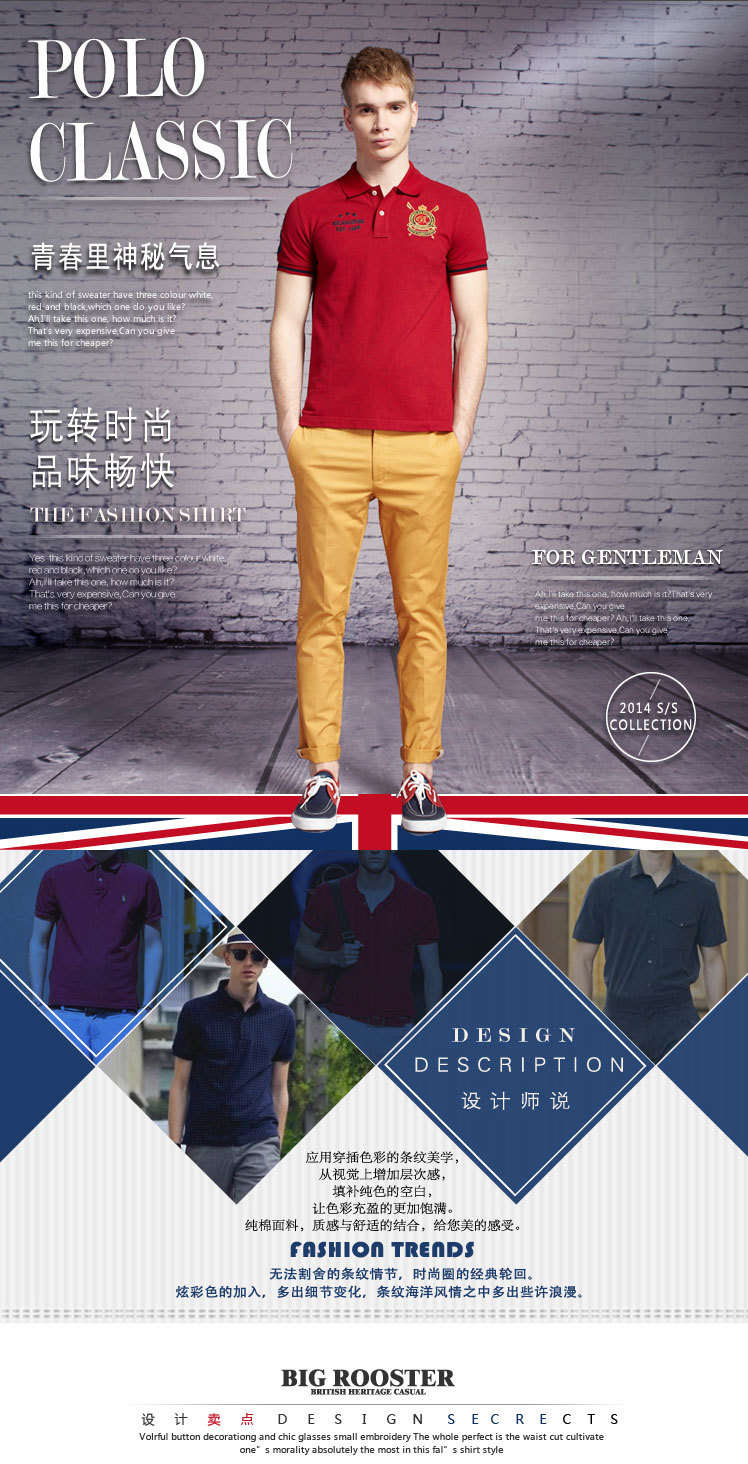 POLO
CLASSIC
青春里神秘气息
this kind of sweater have three colour white,
red and black,which one do you like?
Ah,I'll take this one, how much is it?
That's very expensive,Can you give
me this for cheaper?
玩转时尚
品味畅快
THE FASHION SHIRT
Yes this kind of sweater have three colour white,
red and black,which one do you like?
Ah,i'll take this one, how much is it?
That's very expensive,Can you give
me this for cheaper?
FOR GENTLEMAN
Ah,I'll take this one, how much is it?That's very
expensive,Can you give
me this for cheaper? Ah,I'll take this one,
That's very expensive,Can you give
me this for cheaper?
2014 S/S
COLLECTION
DESIGN
DESCRIPTION
设计师说
应用穿插色彩的条纹美学，
从视觉上增加层次感，
填补纯色的空白，
让色彩充盈的更加饱满。
纯棉面料，质感与舒适的结合，给您美的感受。
FASHION TRENDS
无法割舍的条纹情节，时尚圈的经典轮回。
炫彩色的加入，多出细节变化，条纹海洋风情之中多出些许浪漫。
BIG ROOSTER
BRITISH HERITAGE CASUAL
设计卖点DESIGN SECRECTS
Volrful button decorationg and chic glasses small embroidery The whole perfect is the waist cut cultivate
one”s morality absolutely the most in this fal”s shirt style